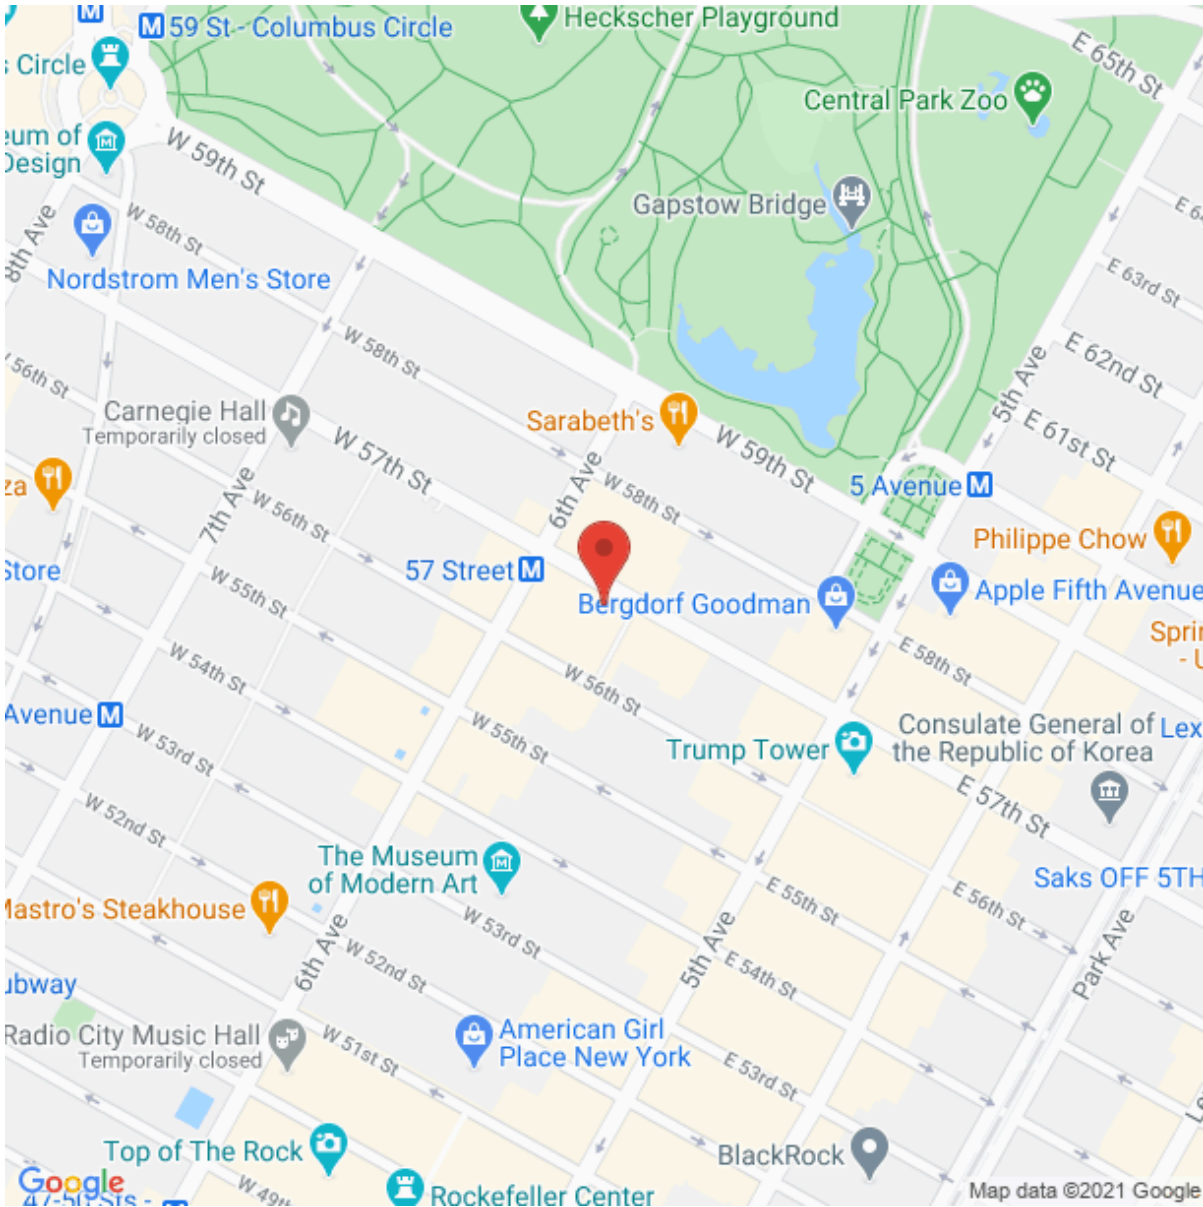 59 St - Columbus Circle
Heckscher Playground
E 65th St
s Circle
Central Park Zoo
eum of
Design
W 59th St
Gapstow Bridge
8th Ave
W 58th St
E 63rd St
Nordstrom Men's Store
W 58th St
E 62nd St
5th Ave
W 56th St
Carnegie Hall
Temporarily closed
Sarabeth's
E 61st St
W 57th St
W 59th St
za
7th Ave
W 56th St
6th Ave
W 58th St
5 Avenue
Philippe Chow
Store
57 Street
Bergdorf Goodman
Apple Fifth Avenue
W 55th St
Sprin
- U
W 54th St
W 56th St
E 58th St
Avenue
W 53rd St
W 55th St
Trump Tower
Consulate General of
the Republic of Korea
Lex
W 52nd St
E 57th St
The Museum
of Modern Art
Saks OFF 5TH
Mastro's Steakhouse
W 53rd St
E 55th St
E 56th St
6th Ave
W 52nd St
5th Ave
E 54th St
Park Ave
ubway
Radio City Music Hall
Temporarily closed
American Girl
Place New York
W 51st St
E 53rd St
Top of The Rock
BlackRock
Google
47-50 Sts -
W 49th
Rockefeller Center
Map data ©2021 Google